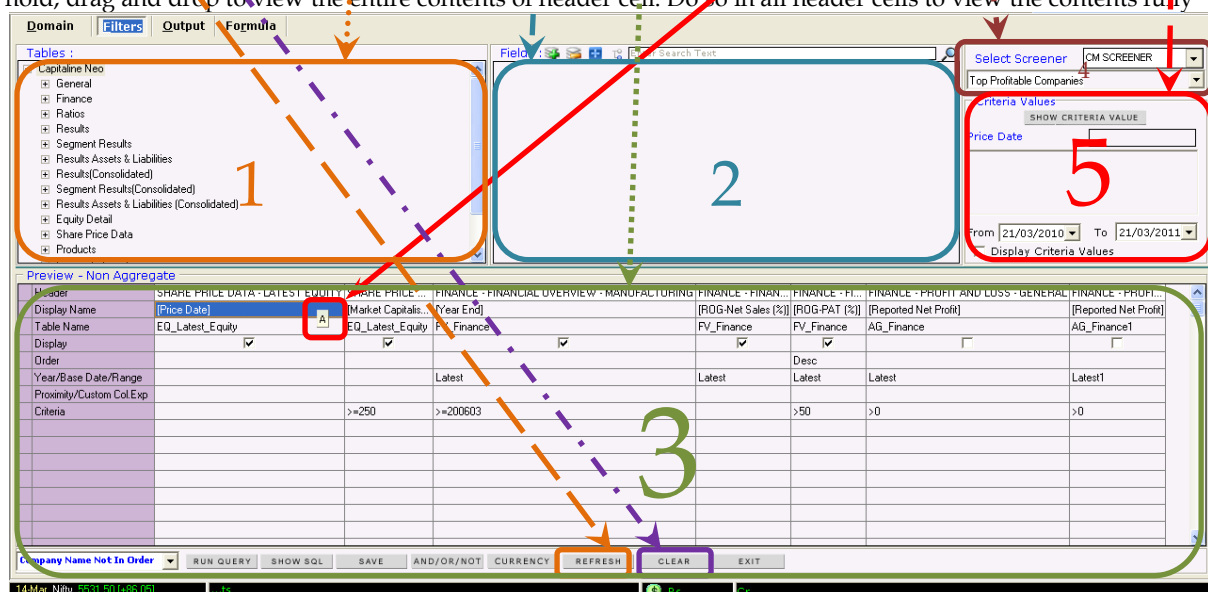 hold, drag and drop to view the entire contents of header cell. Do so in all header cells to view the contents fully
Domain Filters Output Formula
Tables :
Capitaline Neo
General
Finance
Ratios
Results
Segment Results
Results Assets & Liabilities
Results(Consolidated)
Segment Results(Consolidated)
Results Assets & Liabilities (Consolidated)
Equity Detail
Share Price Data
Products
1
Fields : Enter Search Text
2
Select Screener CM SCREENER
4
Top Profitable Companies
Criteria Values
SHOW CRITERIA VALUE
Price Date
5
From 21/03/2010 To 21/03/2011
Display Criteria Values
Preview - Non Aggregate
Header SHARE PRICE DATA - LATEST EQUITY SHARE PRICE ... FINANCE - FINANCIAL OVERVIEW - MANUFACTURING FINANCE - FINAN... FINANCE - FI... FINANCE - PROFIT AND LOSS - GENERAL FINANCE - PROFI...
Display Name [Price Date] [Market Capitalis... [Year End] [ROG-Net Sales (%)] [ROG-PAT (%)] [Reported Net Profit] [Reported Net Profit]
A
Table Name EQ_Latest_Equity EQ_Latest_Equity FV_Finance FV_Finance FV_Finance AG_Finance AG_Finance1
Display
Order Desc
Year/Base Date/Range Latest Latest Latest Latest Latest1
Proximity/Custom Col.Exp
Criteria >=250 >=200603 >50 >0 >0
3
Company Name Not In Order RUN QUERY SHOW SQL SAVE AND/OR/NOT CURRENCY REFRESH CLEAR EXIT
14-Mar Nifty 5531.50 [+86.05]